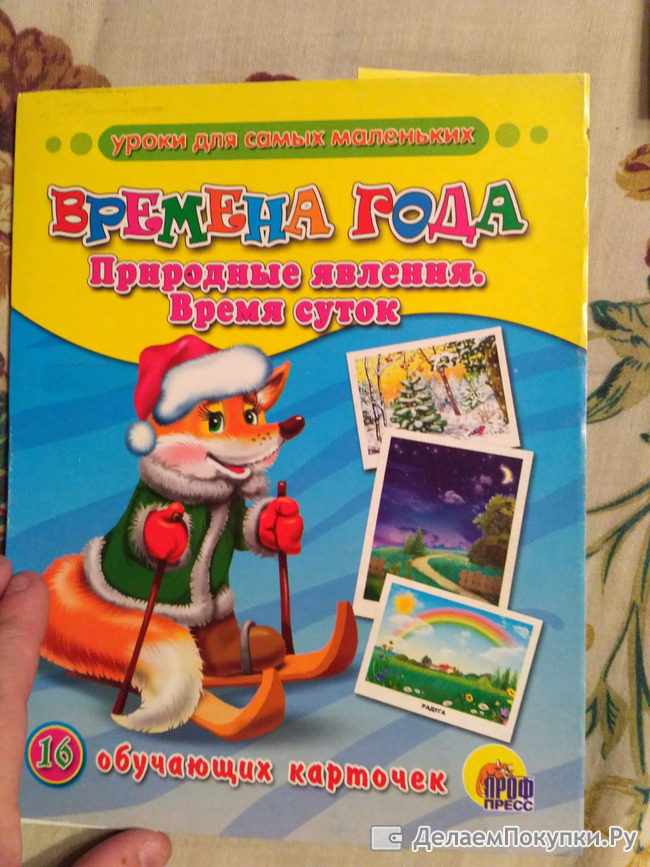 уроки для самых маленьких
ВРЕМЕНА ГОДА
Природные явления.
Время суток
РАДУГА
16 обучающих карточек
ПРОФ
ПРЕСС
ДелаемПокупки.Ру